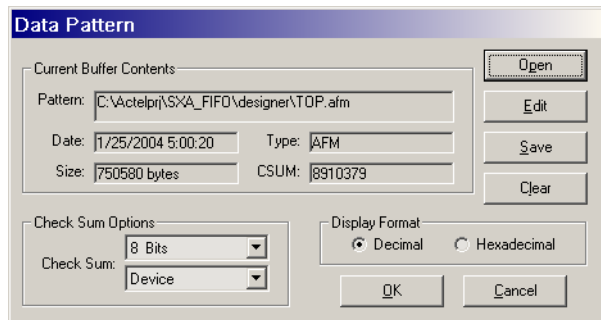 Data Pattern
Current Buffer Contents
Pattern: C:\Actelprj\SXA_FIFO\designer\TOP.afm
Date: 1/25/2004 5:00:20 Type: AFM
Size: 750580 bytes CSUM: 8910379
Open
Edit
Save
Clear
Check Sum Options
Check Sum: 8 Bits
Device
Display Format
Decimal Hexadecimal
OK Cancel